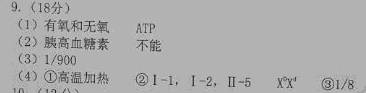 9.（18分）
（1）有氧和无氧　ATP
（2）胰高血糖素　不能
（3）1/900
（4）①高温加热　②Ⅰ-1，Ⅰ-2，Ⅱ-5　XᴰXᵈ　③1/8